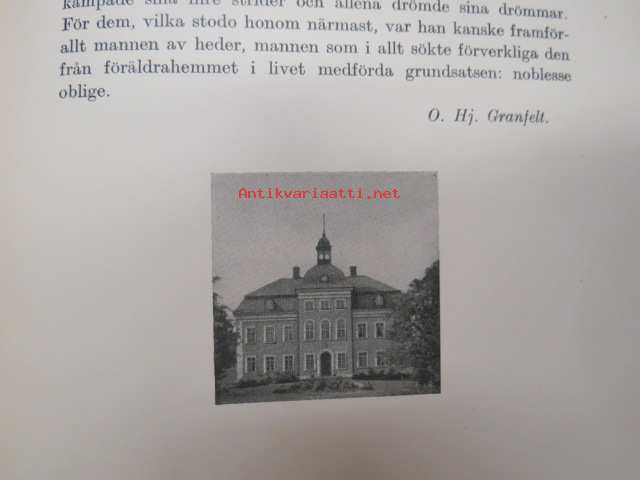 kämpade sina inre strider och allena drömde sina drömmar.
För dem, vilka stodo honom närmast, var han kanske framför-
allt mannen av heder, mannen som i allt sökte förverkliga den
från föräldrahemmet i livet medförda grundsatsen: noblesse
oblige.
O. Hj. Granfelt.
Antikvariaatti.net